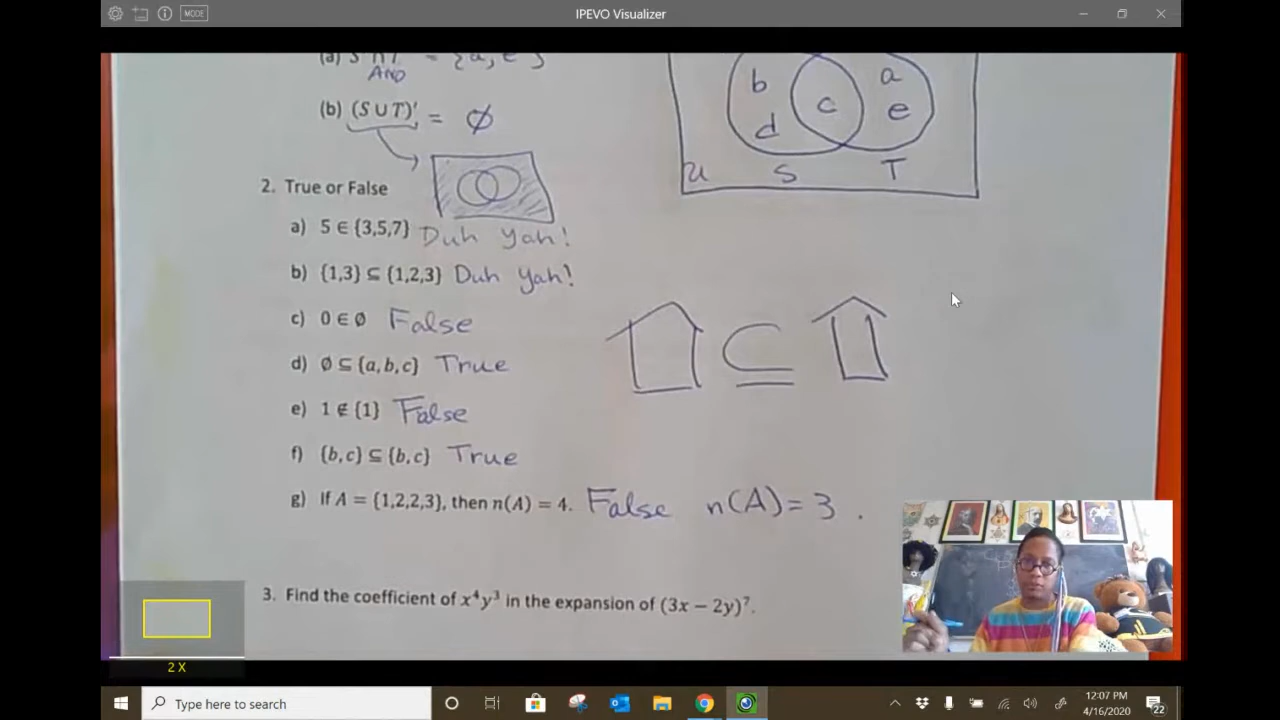 IPEVO Visualizer
MODE
AND
(b) (S ∪ T)' = ∅
b
c
a
d
e
U
S
T
2. True or False
a) 5 ∈ {3,5,7} Duh Yah!
b) {1,3} ⊆ {1,2,3} Duh Yah!
c) 0 ∈ ∅ False
d) ∅ ⊆ {a, b, c} True
⊆
e) 1 ∉ {1} False
f) {b, c} ⊆ {b, c} True
g) If A = {1,2,2,3}, then n(A) = 4. False n(A) = 3.
3. Find the coefficient of x⁴y³ in the expansion of (3x − 2y)⁷.
2 X
Type here to search
12:07 PM
4/16/2020
22